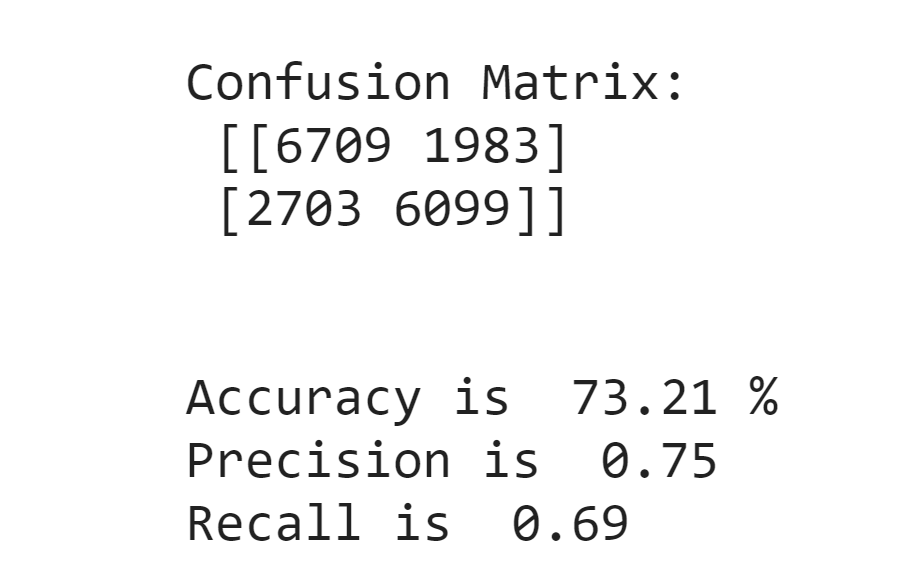 Confusion Matrix:
[[6709 1983]
[2703 6099]]
Accuracy is  73.21 %
Precision is  0.75
Recall is  0.69